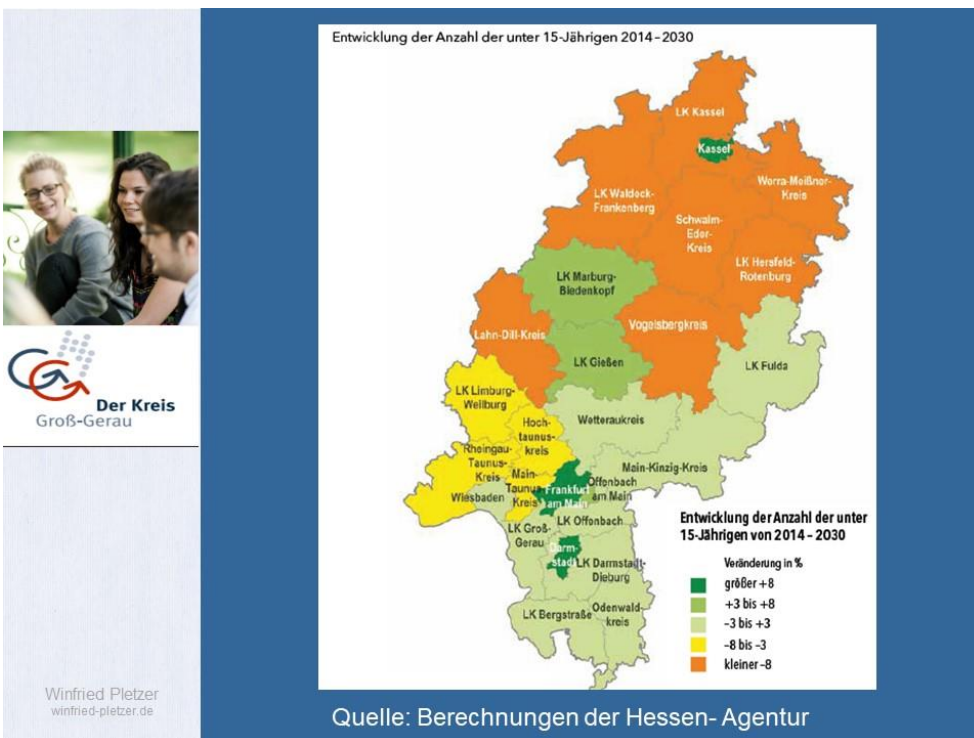 Entwicklung der Anzahl der unter 15-Jährigen 2014–2030
LK Kassel
Kassel
Werra-Meißner-
Kreis
LK Waldeck-
Frankenberg
Schwalm-
Eder-
Kreis
LK Hersfeld-
Rotenburg
LK Marburg-
Biedenkopf
Lahn-Dill-Kreis
Vogelsbergkreis
LK Gießen
LK Fulda
LK Limburg-
Weilburg
Hoch-
taunus-
kreis
Wetteraukreis
Rheingau-
Taunus-
Kreis
Main-
Taunus-
Kreis
Main-Kinzig-Kreis
Wiesbaden
Frankfurt
am Main
Offenbach
am Main
LK Groß-
Gerau
LK Offenbach
Darm-
stadt
LK Darmstadt-
Dieburg
LK Bergstraße
Odenwald-
kreis
Entwicklung der Anzahl der unter
15-Jährigen von 2014 – 2030
Veränderung in %
größer +8
+3 bis +8
–3 bis +3
–8 bis –3
kleiner –8
Der Kreis
Groß-Gerau
Winfried Pletzer
winfried-pletzer.de
Quelle: Berechnungen der Hessen- Agentur